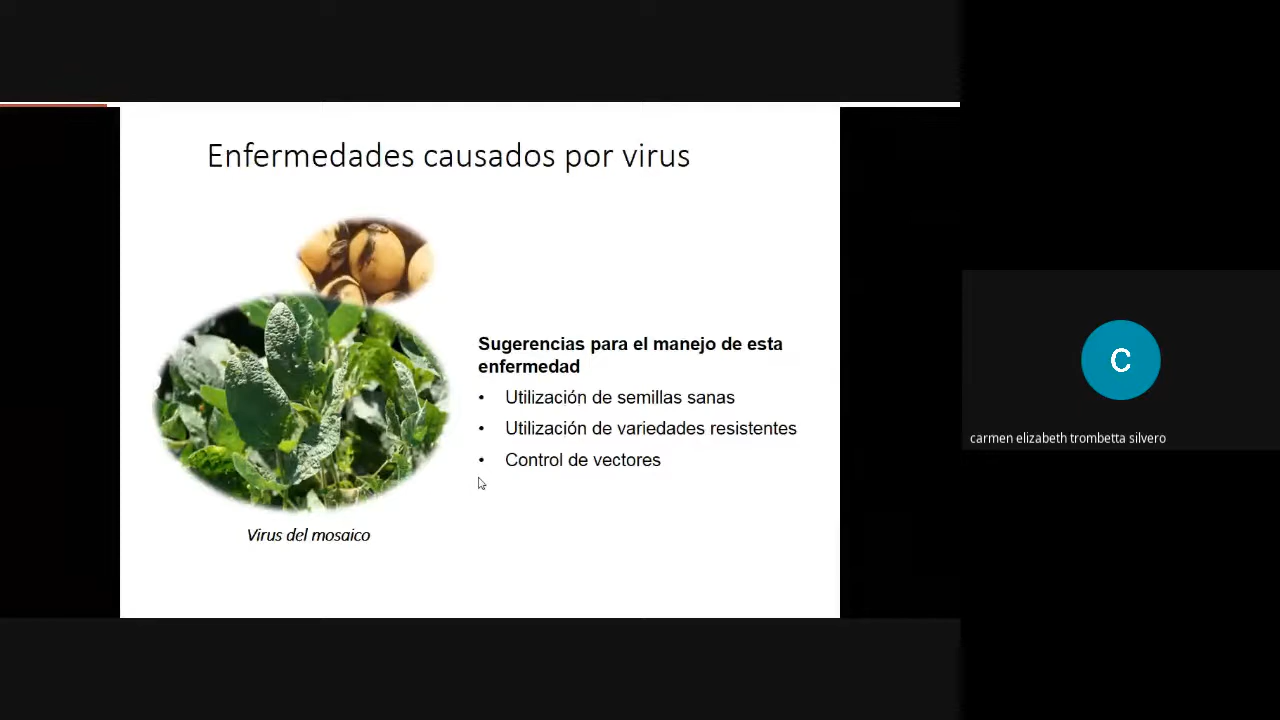 Enfermedades causados por virus
Sugerencias para el manejo de esta
enfermedad
• Utilización de semillas sanas
• Utilización de variedades resistentes
• Control de vectores
Virus del mosaico
C
carmen elizabeth trombetta silvero